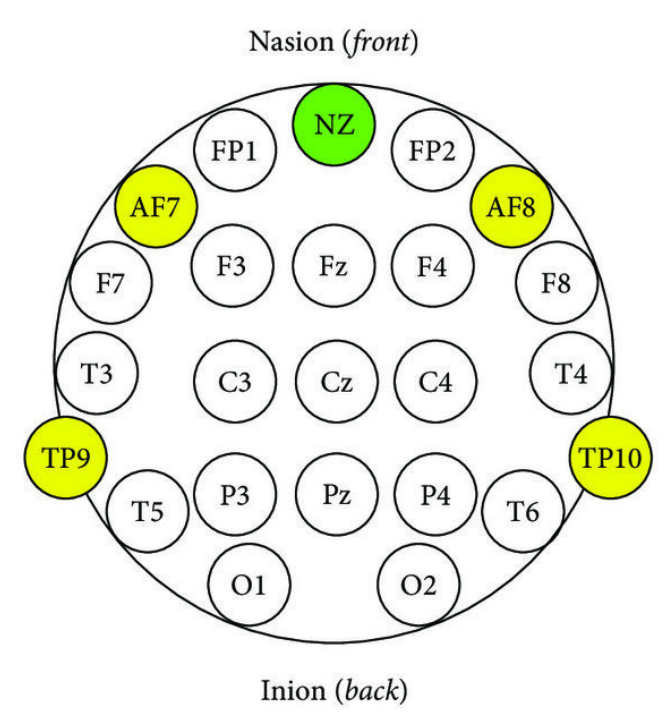 Nasion (front)
NZ
FP1 FP2
AF7 AF8
F7 F3 Fz F4 F8
T3 C3 Cz C4 T4
TP9 TP10
T5 P3 Pz P4 T6
O1 O2
Inion (back)